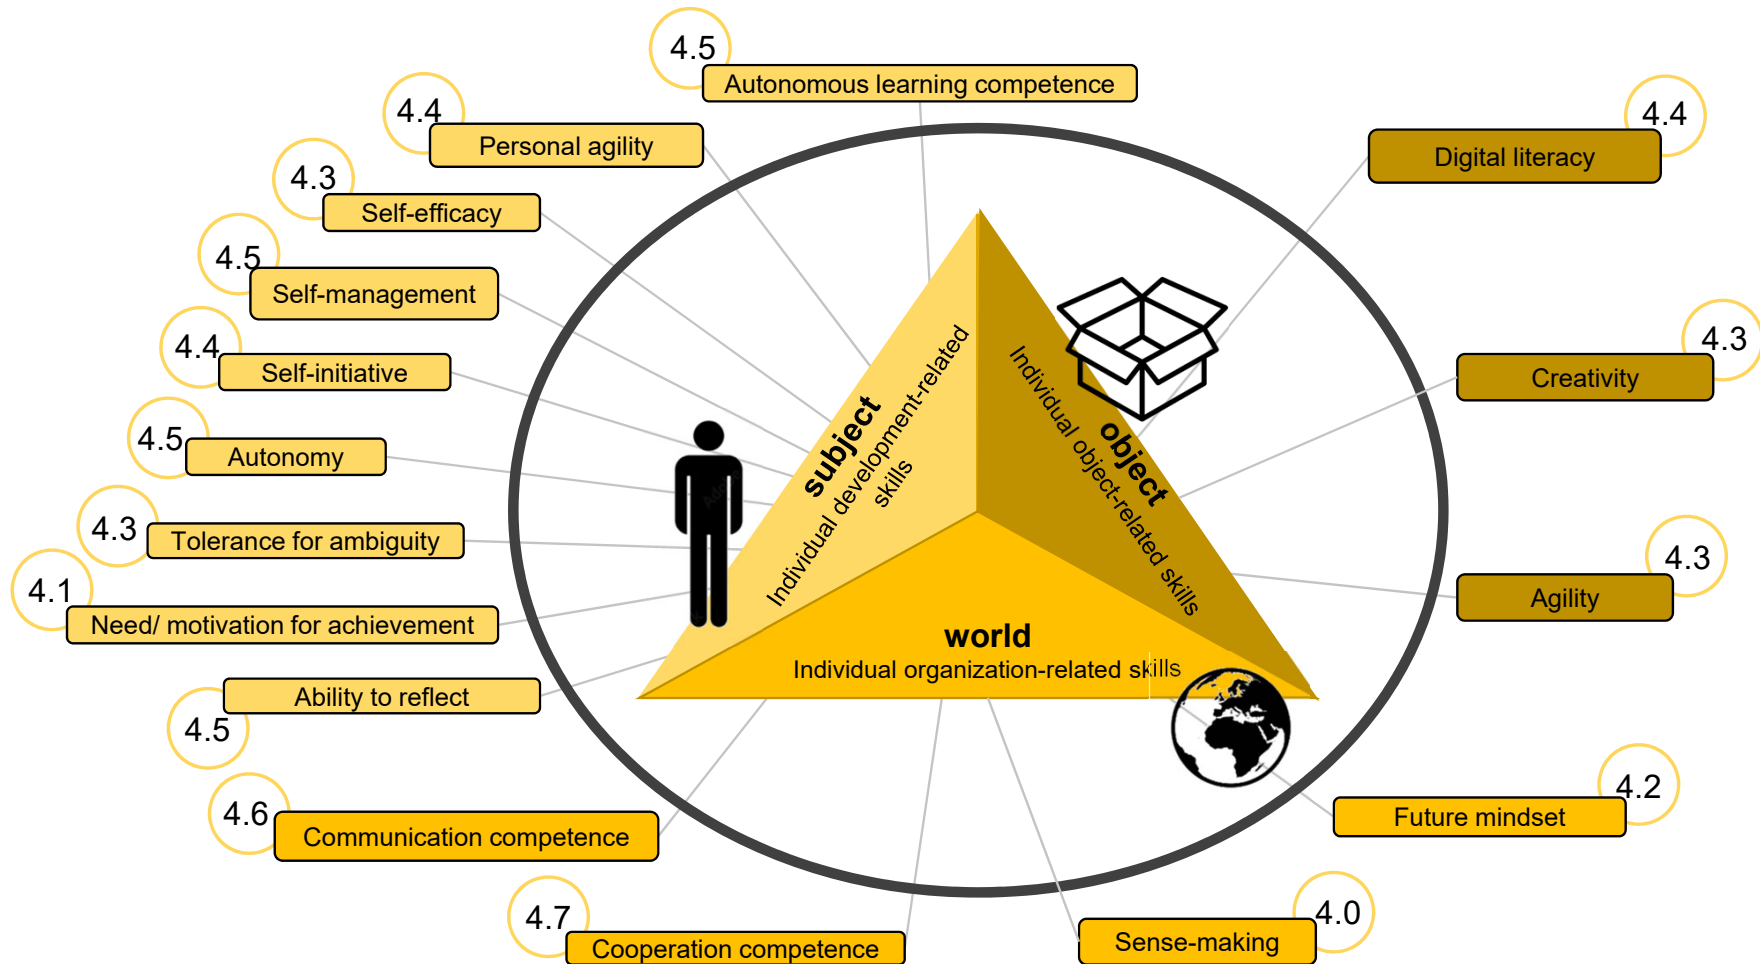 4.5
Autonomous learning competence
4.4
Personal agility
4.4
Digital literacy
4.3
Self-efficacy
4.5
Self-management
4.4
Self-initiative
4.3
Creativity
4.5
Autonomy
4.3
Tolerance for ambiguity
4.3
Agility
4.1
Need/ motivation for achievement
Ability to reflect
4.5
subject
Individual development-related
skills
object
Individual object-related skills
world
Individual organization-related skills
4.6
Communication competence
4.2
Future mindset
4.7
Cooperation competence
4.0
Sense-making